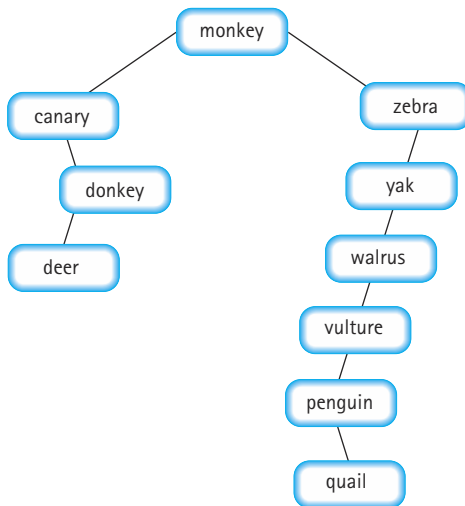 monkey
canary
zebra
donkey
yak
deer
walrus
vulture
penguin
quail